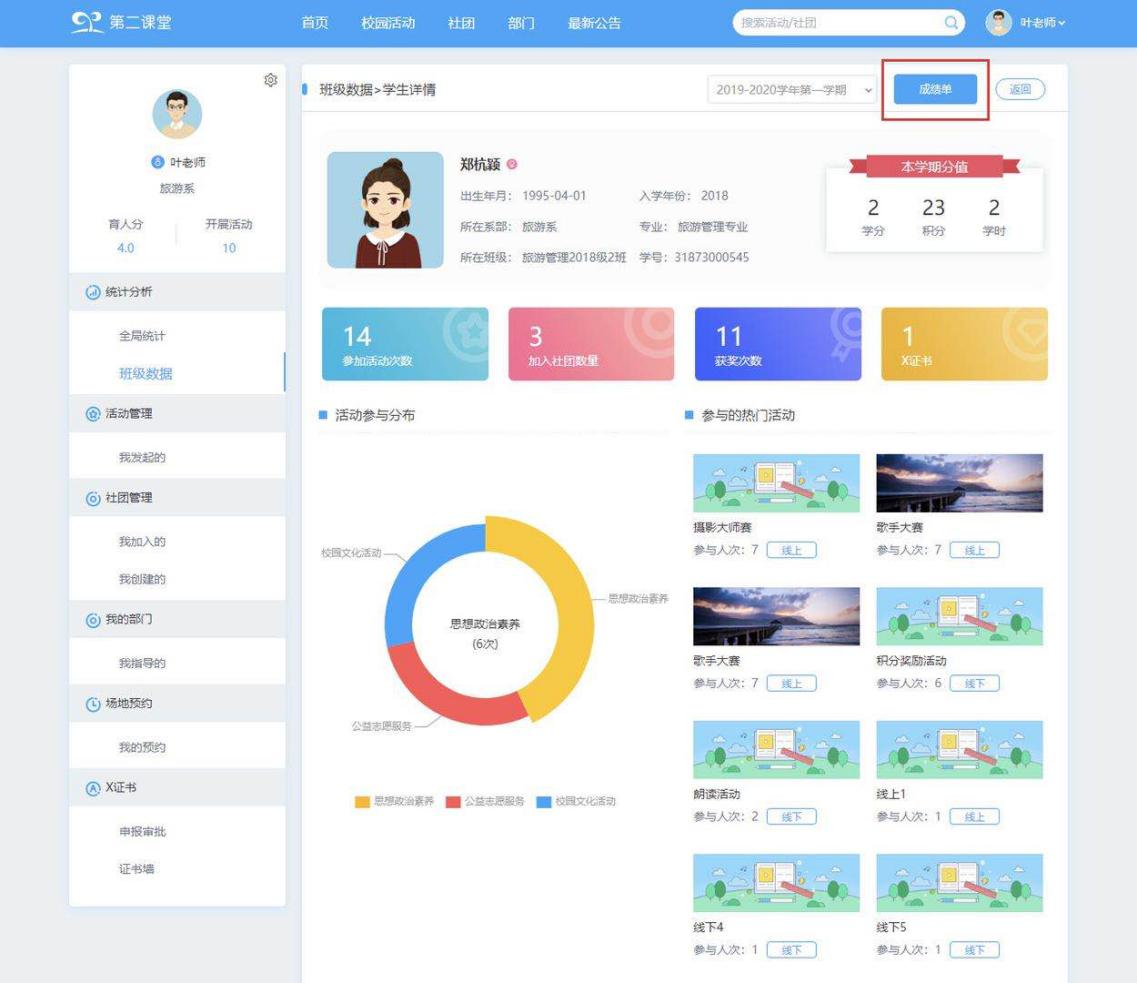 第二课堂 首页 校园活动 社团 部门 最新公告 搜索活动/社团 叶老师
叶老师
旅游系
育人分 开展活动
4.0 10
统计分析
全局统计
班级数据
活动管理
我发起的
社团管理
我加入的
我创建的
我的部门
我指导的
场地预约
我的预约
X证书
申报审批
证书墙
班级数据>学生详情 2019-2020学年第一学期 成绩单 返回
郑杭颖
出生年月： 1995-04-01 入学年份： 2018
所在系部： 旅游系 专业： 旅游管理专业
所在班级： 旅游管理2018级2班 学号：31873000545
本学期分值
2 23 2
学分 积分 学时
14
参加活动次数
3
加入社团数量
11
获奖次数
1
X证书
活动参与分布
校园文化活动
思想政治素养
思想政治素养
(6次)
公益志愿服务
思想政治素养 公益志愿服务 校园文化活动
参与的热门活动
摄影大师赛 歌手大赛
参与人次：7 线上 参与人次：7 线上
歌手大赛 积分奖励活动
参与人次：7 线上 参与人次：6 线下
朗读活动 线上1
参与人次：2 线下 参与人次：1 线上
线下4 线下5
参与人次：1 线下 参与人次：1 线下